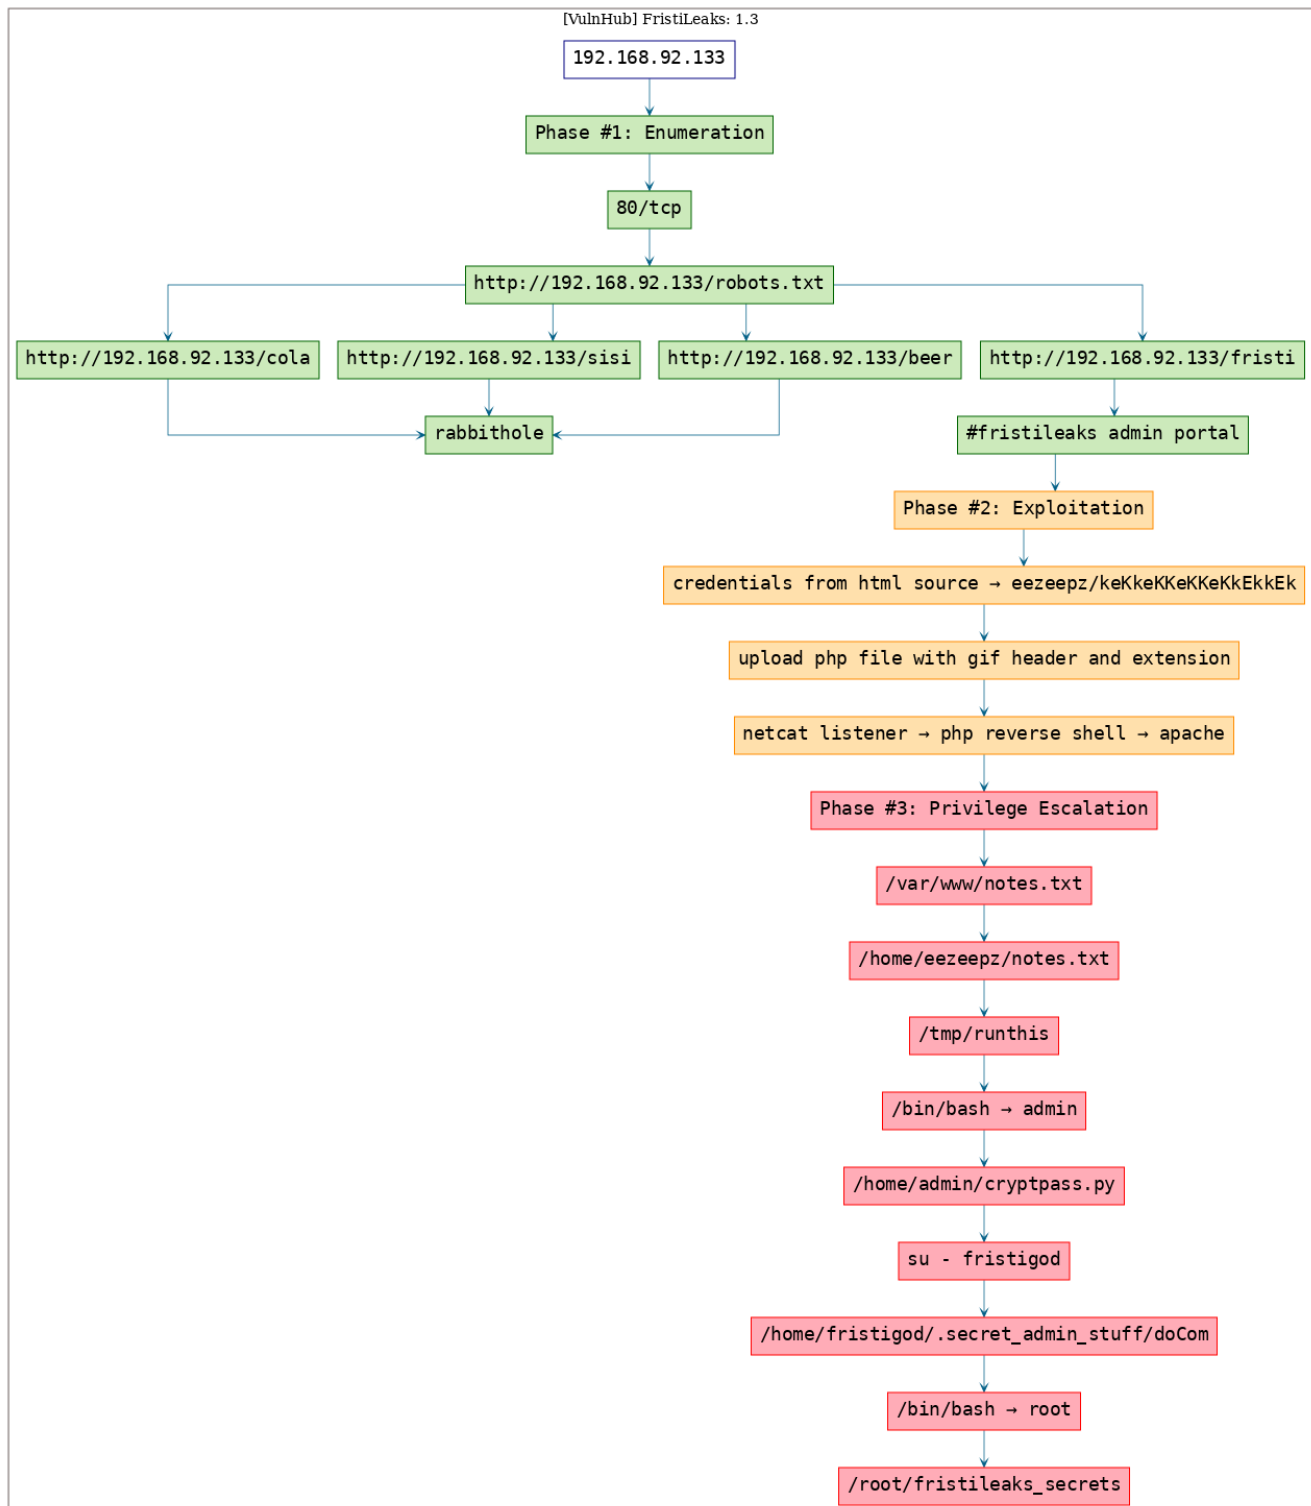 [VulnHub] FristiLeaks: 1.3
192.168.92.133
Phase #1: Enumeration
80/tcp
http://192.168.92.133/robots.txt
http://192.168.92.133/cola
http://192.168.92.133/sisi
http://192.168.92.133/beer
http://192.168.92.133/fristi
rabbithole
#fristileaks admin portal
Phase #2: Exploitation
credentials from html source → eezeepz/keKkeKKeKKeKkEkkEk
upload php file with gif header and extension
netcat listener → php reverse shell → apache
Phase #3: Privilege Escalation
/var/www/notes.txt
/home/eezeepz/notes.txt
/tmp/runthis
/bin/bash → admin
/home/admin/cryptpass.py
su - fristigod
/home/fristigod/.secret_admin_stuff/doCom
/bin/bash → root
/root/fristileaks_secrets